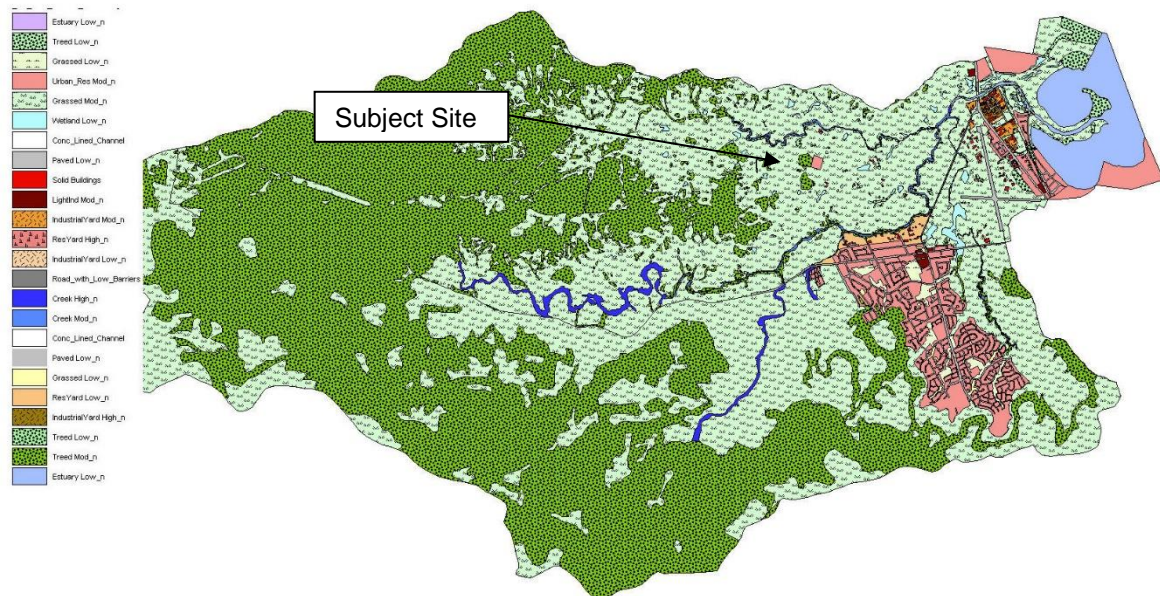 Estuary Low_n
Treed Low_n
Grassed Low_n
Urban_Res Mod_n
Grassed Mod_n
Wetland Low_n
Conc_Lined_Channel
Paved Low_n
Solid Buildings
LightInd Mod_n
IndustrialYard Mod_n
ResYard High_n
IndustrialYard Low_n
Road_with_Low_Barriers
Creek High_n
Creek Mod_n
Conc_Lined_Channel
Paved Low_n
Grassed Low_n
ResYard Low_n
IndustrialYard High_n
Treed Low_n
Treed Mod_n
Estuary Low_n
Subject Site